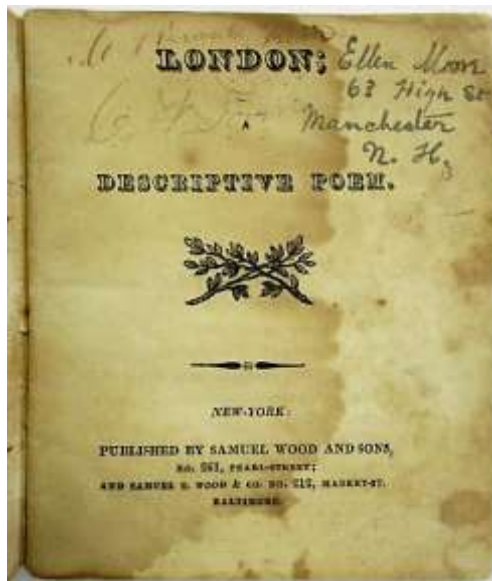 LONDON;
Ellen Moore
63 High St
Manchester
N. H.
A
DESCRIPTIVE POEM.
NEW-YORK:
PUBLISHED BY SAMUEL WOOD AND SONS,
NO. 261, PEARL-STREET;
AND SAMUEL S. WOOD & CO. NO. 212, MARKET-ST.
BALTIMORE.